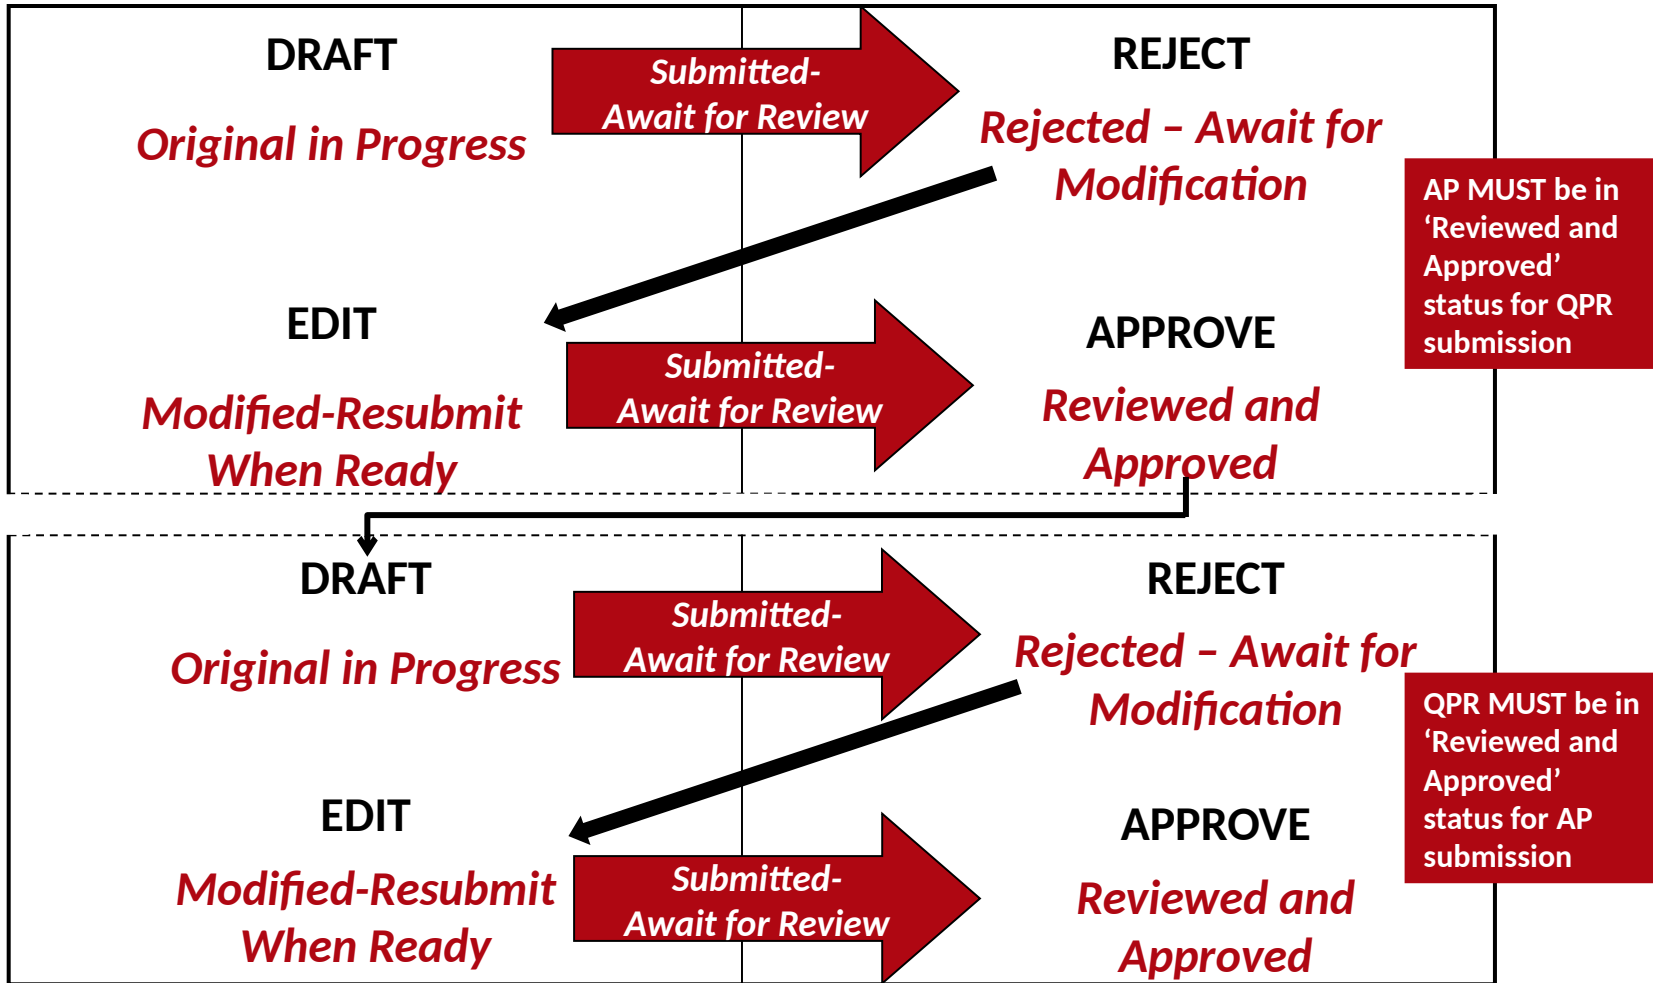 DRAFT
Original in Progress
Submitted-
Await for Review
REJECT
Rejected – Await for
Modification
AP MUST be in
‘Reviewed and
Approved’
status for QPR
submission
EDIT
Modified-Resubmit
When Ready
Submitted-
Await for Review
APPROVE
Reviewed and
Approved
DRAFT
Original in Progress
Submitted-
Await for Review
REJECT
Rejected – Await for
Modification
QPR MUST be in
‘Reviewed and
Approved’
status for AP
submission
EDIT
Modified-Resubmit
When Ready
Submitted-
Await for Review
APPROVE
Reviewed and
Approved